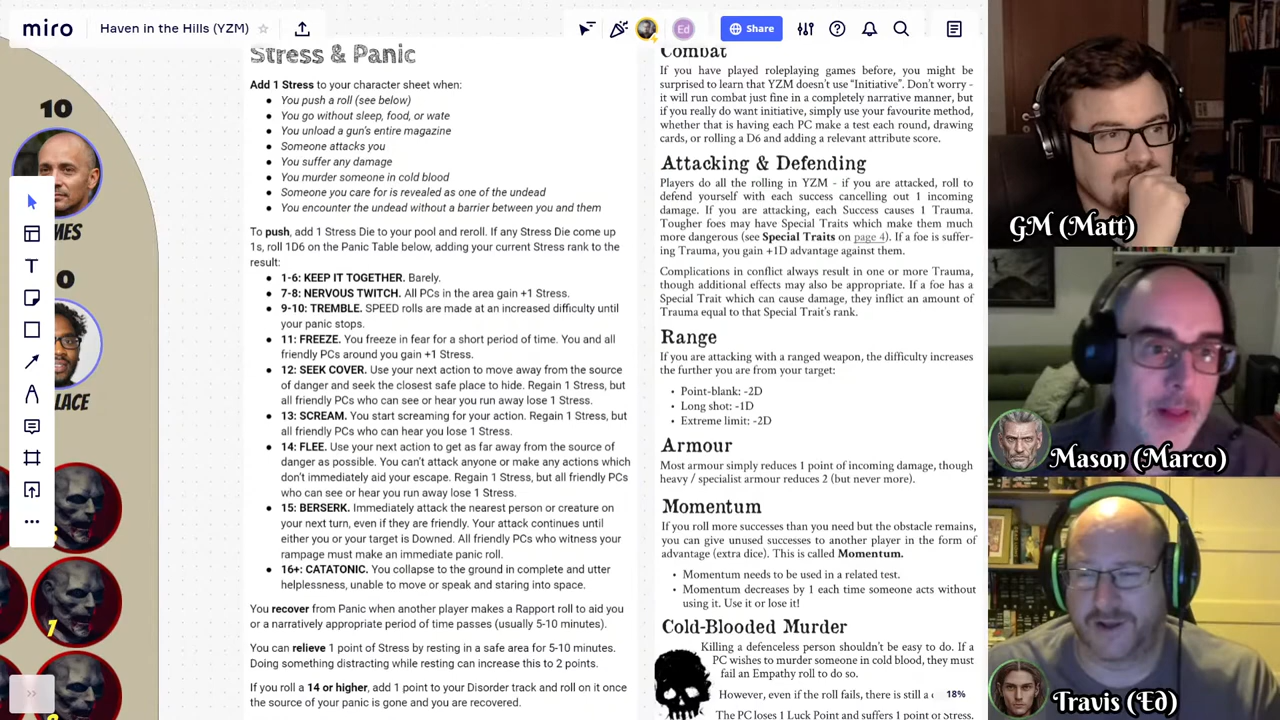 miro
Haven in the Hills (YZM)
Ed
Share
10
MES
0
LACE
7
Stress & Panic
Add 1 Stress to your character sheet when:
● You push a roll (see below)
● You go without sleep, food, or wate
● You unload a gun's entire magazine
● Someone attacks you
● You suffer any damage
● You murder someone in cold blood
● Someone you care for is revealed as one of the undead
● You encounter the undead without a barrier between you and them
To push, add 1 Stress Die to your pool and reroll. If any Stress Die come up
1s, roll 1D6 on the Panic Table below, adding your current Stress rank to the
result:
● 1-6: KEEP IT TOGETHER. Barely.
● 7-8: NERVOUS TWITCH. All PCs in the area gain +1 Stress.
● 9-10: TREMBLE. SPEED rolls are made at an increased difficulty until
your panic stops.
● 11: FREEZE. You freeze in fear for a short period of time. You and all
friendly PCs around you gain +1 Stress.
● 12: SEEK COVER. Use your next action to move away from the source
of danger and seek the closest safe place to hide. Regain 1 Stress, but
all friendly PCs who can see or hear you run away lose 1 Stress.
● 13: SCREAM. You start screaming for your action. Regain 1 Stress, but
all friendly PCs who can hear you lose 1 Stress.
● 14: FLEE. Use your next action to get as far away from the source of
danger as possible. You can't attack anyone or make any actions which
don't immediately aid your escape. Regain 1 Stress, but all friendly PCs
who can see or hear you run away lose 1 Stress.
● 15: BERSERK. Immediately attack the nearest person or creature on
your next turn, even if they are friendly. Your attack continues until
either you or your target is Downed. All friendly PCs who witness your
rampage must make an immediate panic roll.
● 16+: CATATONIC. You collapse to the ground in complete and utter
helplessness, unable to move or speak and staring into space.
You recover from Panic when another player makes a Rapport roll to aid you
or a narratively appropriate period of time passes (usually 5-10 minutes).
You can relieve 1 point of Stress by resting in a safe area for 5-10 minutes.
Doing something distracting while resting can increase this to 2 points.
If you roll a 14 or higher, add 1 point to your Disorder track and roll on it once
the source of your panic is gone and you are recovered.
Combat
If you have played roleplaying games before, you might be
surprised to learn that YZM doesn't use "Initiative". Don't worry -
it will run combat just fine in a completely narrative manner, but
if you really do want initiative, simply use your favourite method,
whether that is having each PC make a test each round, drawing
cards, or rolling a D6 and adding a relevant attribute score.
Attacking & Defending
Players do all the rolling in YZM - if you are attacked, roll to
defend yourself with each success cancelling out 1 incoming
damage. If you are attacking, each Success causes 1 Trauma.
Tougher foes may have Special Traits which make them much
more dangerous (see Special Traits on page 4). If a foe is suffer-
ing Trauma, you gain +1D advantage against them.
Complications in conflict always result in one or more Trauma,
though additional effects may also be appropriate. If a foe has a
Special Trait which can cause damage, they inflict an amount of
Trauma equal to that Special Trait's rank.
Range
If you are attacking with a ranged weapon, the difficulty increases
the further you are from your target:
• Point-blank: -2D
• Long shot: -1D
• Extreme limit: -2D
Armour
Most armour simply reduces 1 point of incoming damage, though
heavy / specialist armour reduces 2 (but never more).
Momentum
If you roll more successes than you need but the obstacle remains,
you can give unused successes to another player in the form of
advantage (extra dice). This is called Momentum.
• Momentum needs to be used in a related test.
• Momentum decreases by 1 each time someone acts without
using it. Use it or lose it!
Cold-Blooded Murder
Killing a defenceless person shouldn't be easy to do. If a
PC wishes to murder someone in cold blood, they must
fail an Empathy roll to do so.
However, even if the roll fails, there is still a c
The PC loses 1 Luck Point and suffers 1 point of Stress.
18%
GM (Matt)
Mason (Marco)
Travis (Ed)